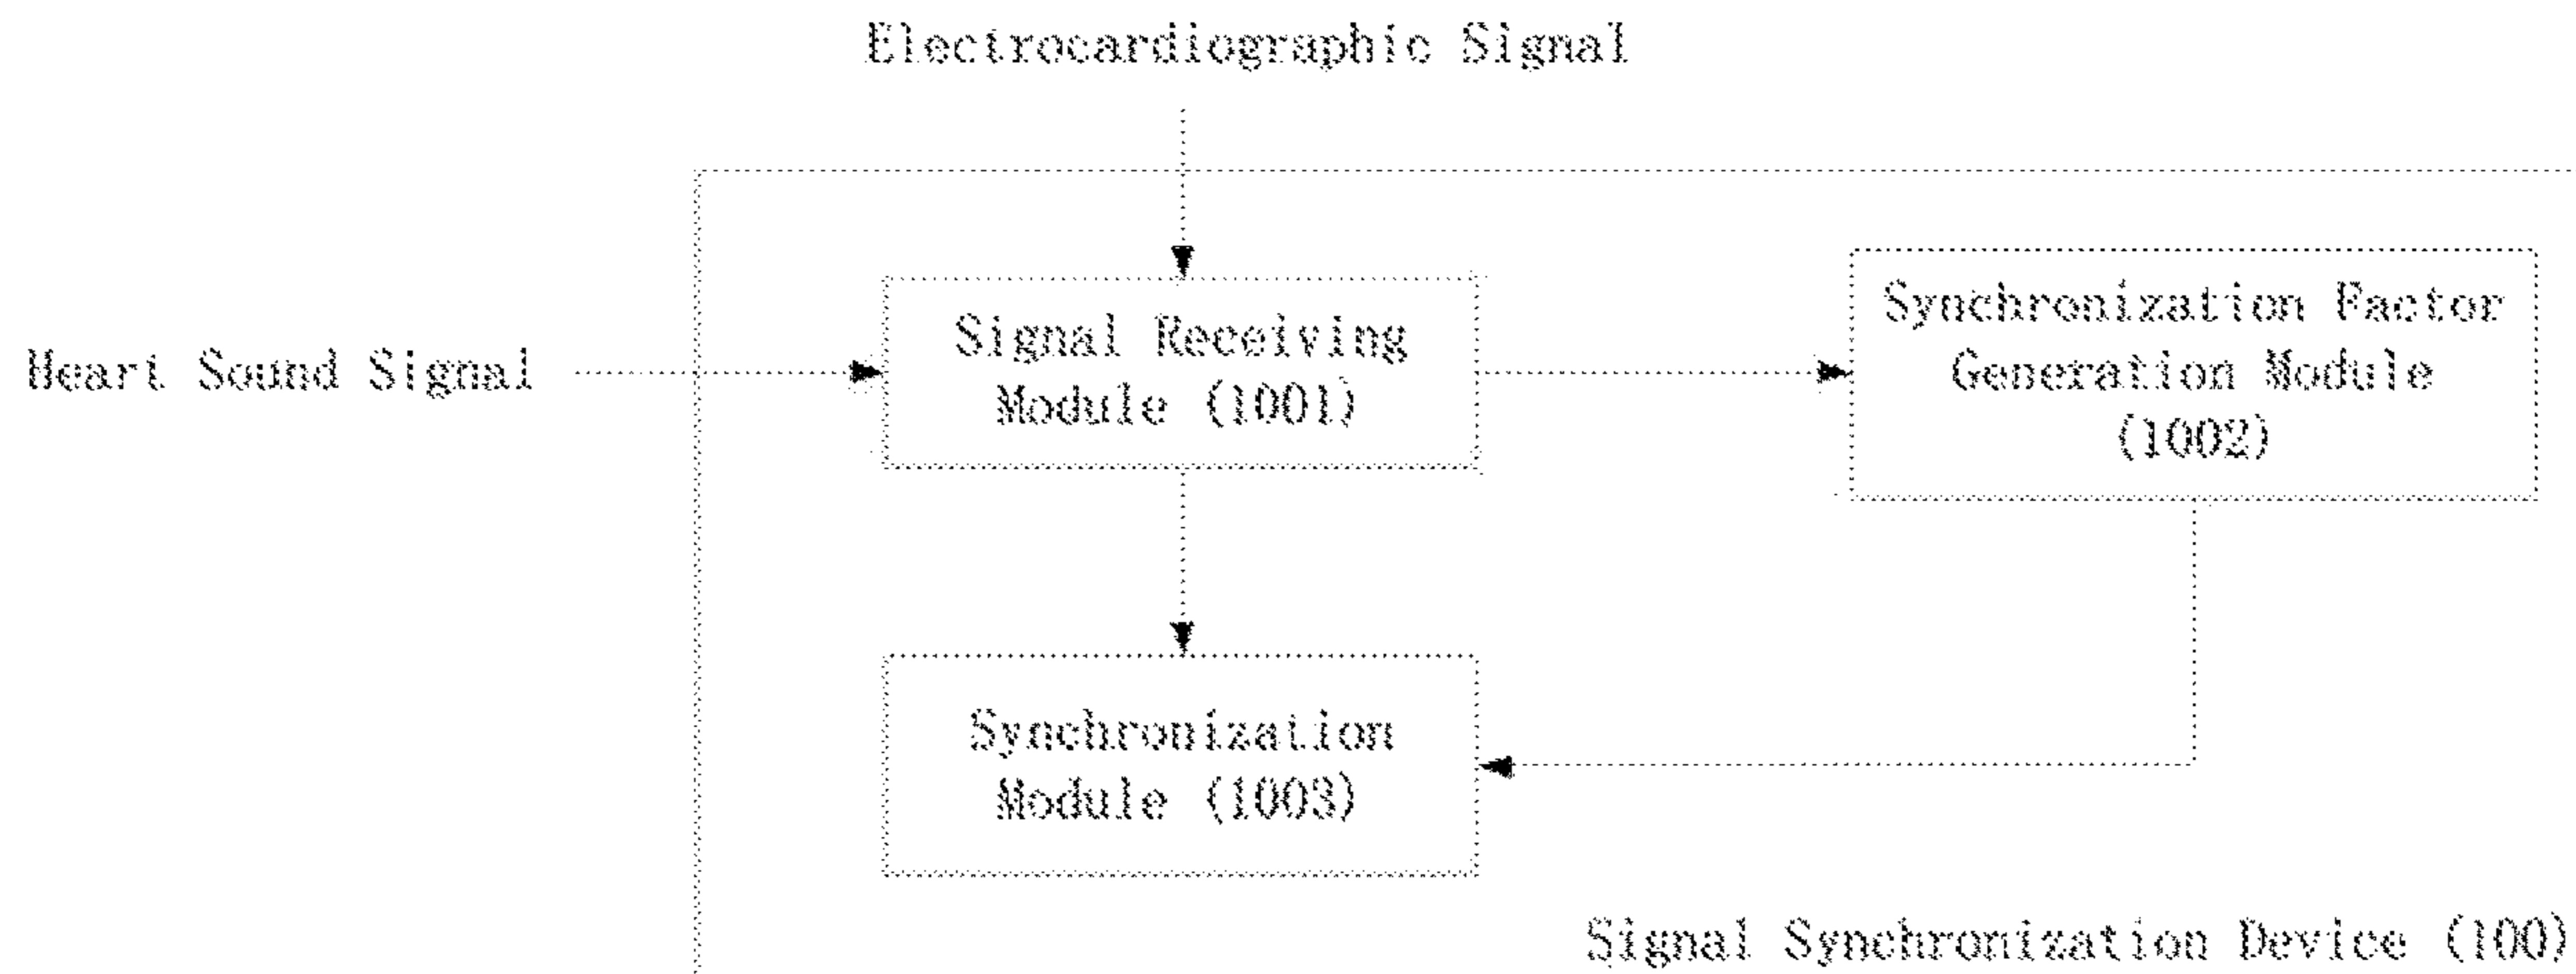 Electrocardiographic Signal
Heart Sound Signal
Signal Receiving
Module (1001)
Synchronization Factor
Generation Module
(1002)
Synchronization
Module (1003)
Signal Synchronization Device (100)